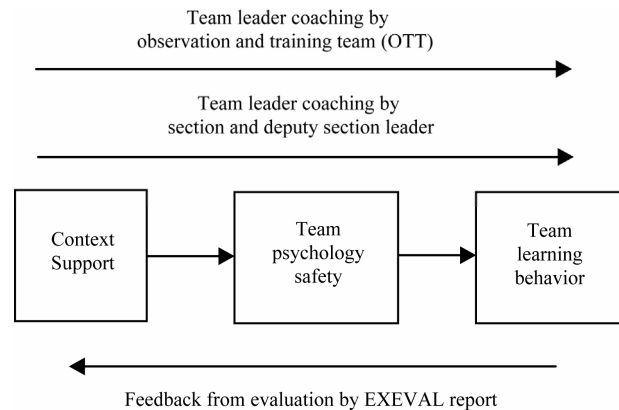 Team leader coaching by
observation and training team (OTT)
Team leader coaching by
section and deputy section leader
Context
Support
Team
psychology
safety
Team
learning
behavior
Feedback from evaluation by EXEVAL report